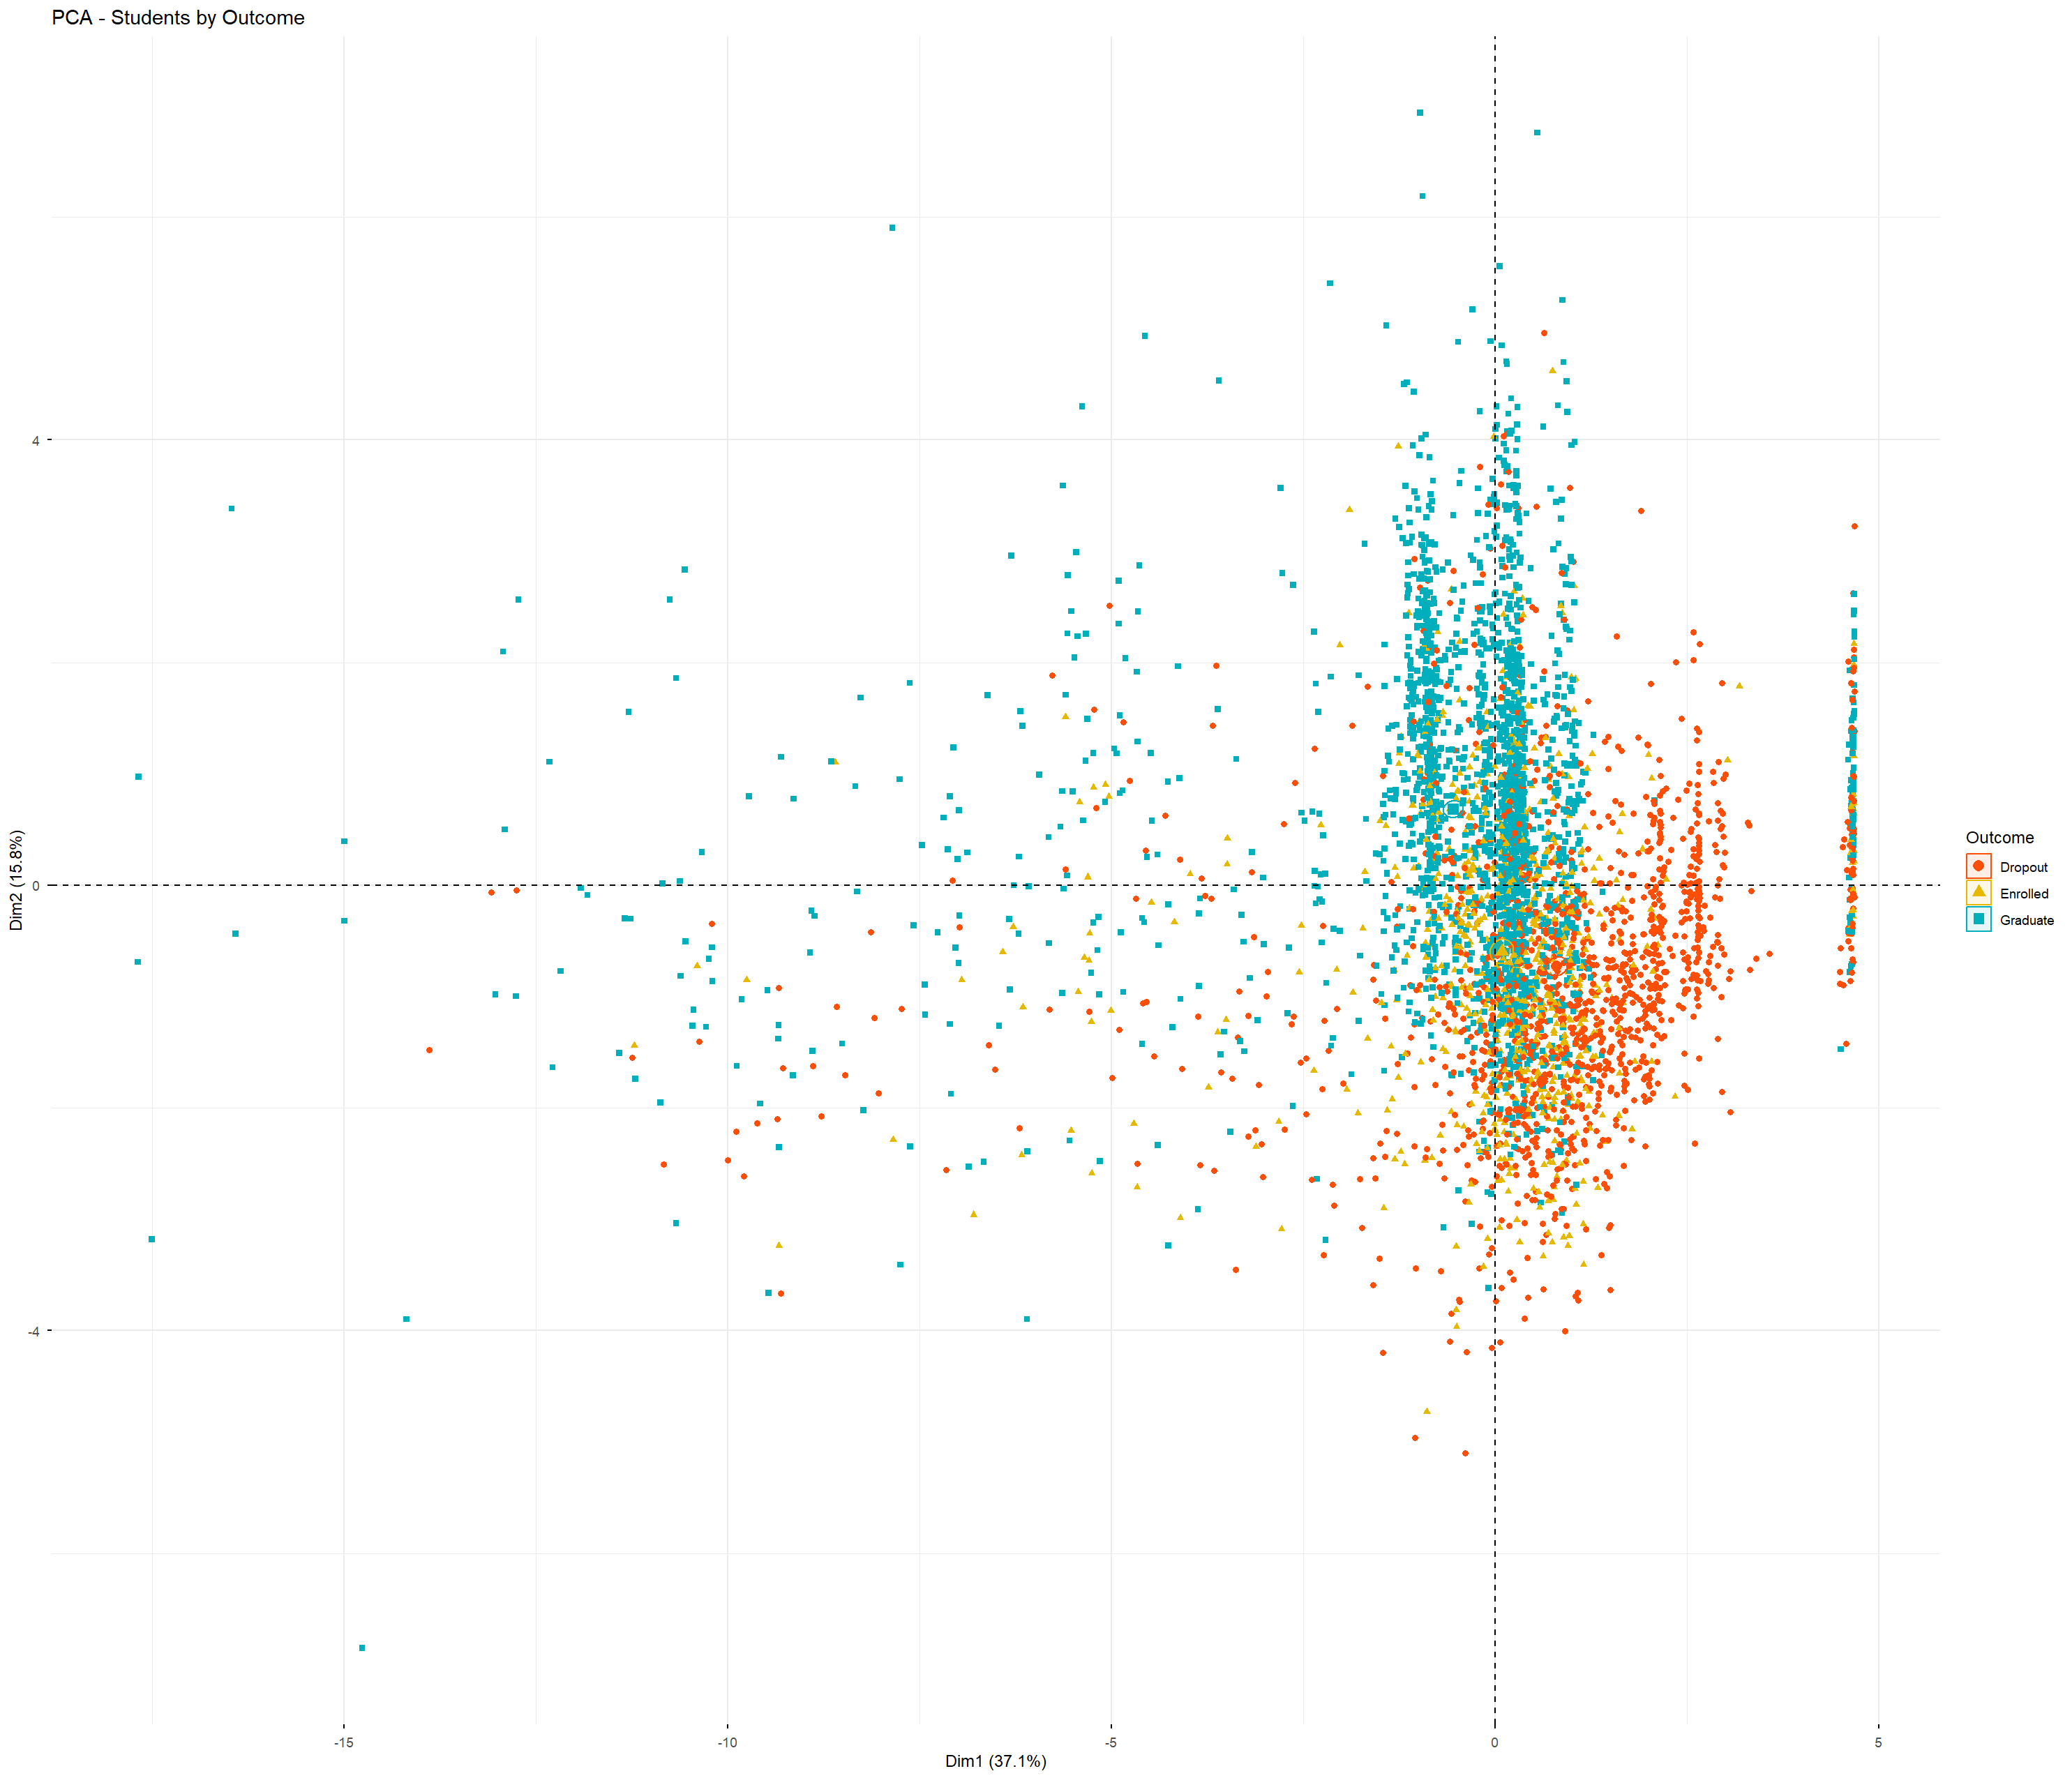 PCA - Students by Outcome
4
0
-4
Dim2 (15.8%)
-15
-10
-5
0
5
Dim1 (37.1%)
Outcome
Dropout
Enrolled
Graduate